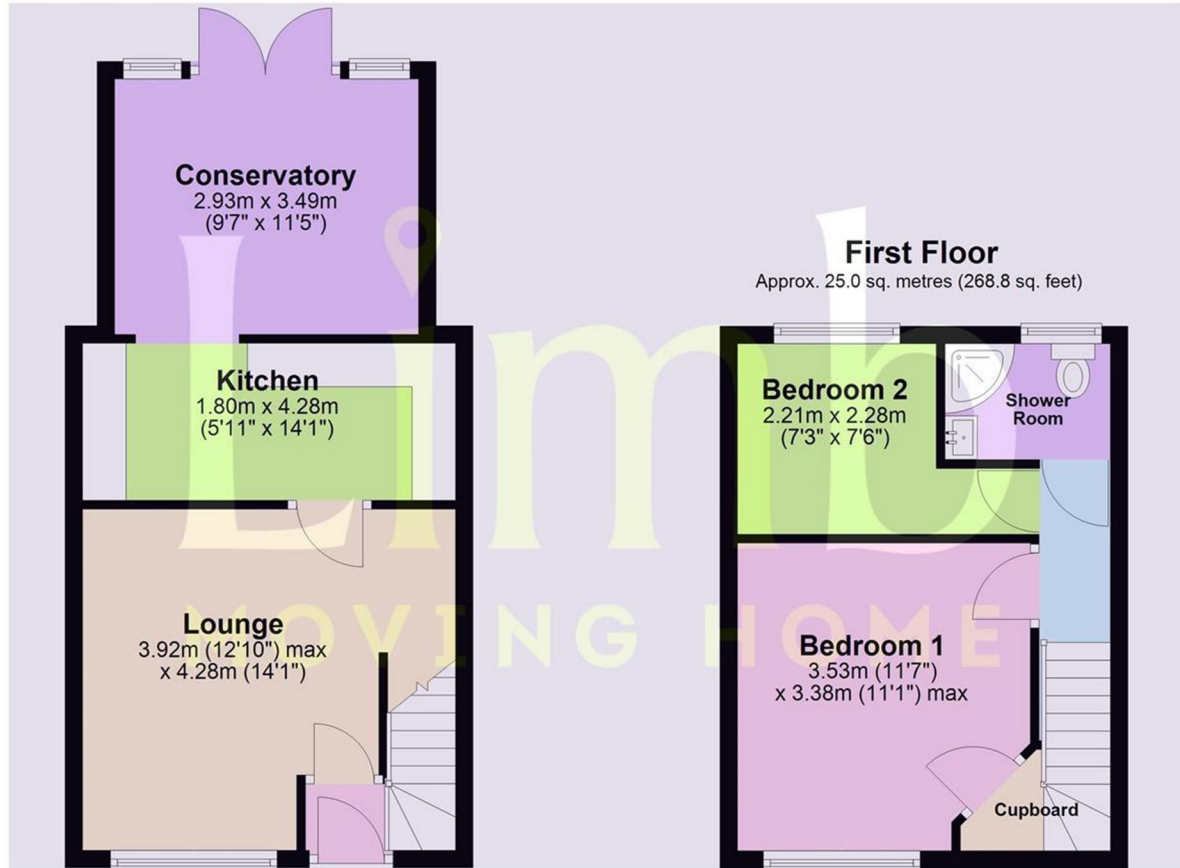 Conservatory
2.93m x 3.49m
(9'7" x 11'5")
Kitchen
1.80m x 4.28m
(5'11" x 14'1")
Lounge
3.92m (12'10") max
x 4.28m (14'1")
First Floor
Approx. 25.0 sq. metres (268.8 sq. feet)
Bedroom 2
2.21m x 2.28m
(7'3" x 7'6")
Shower
Room
Bedroom 1
3.53m (11'7")
x 3.38m (11'1") max
Cupboard
Limb
MOVING HOME